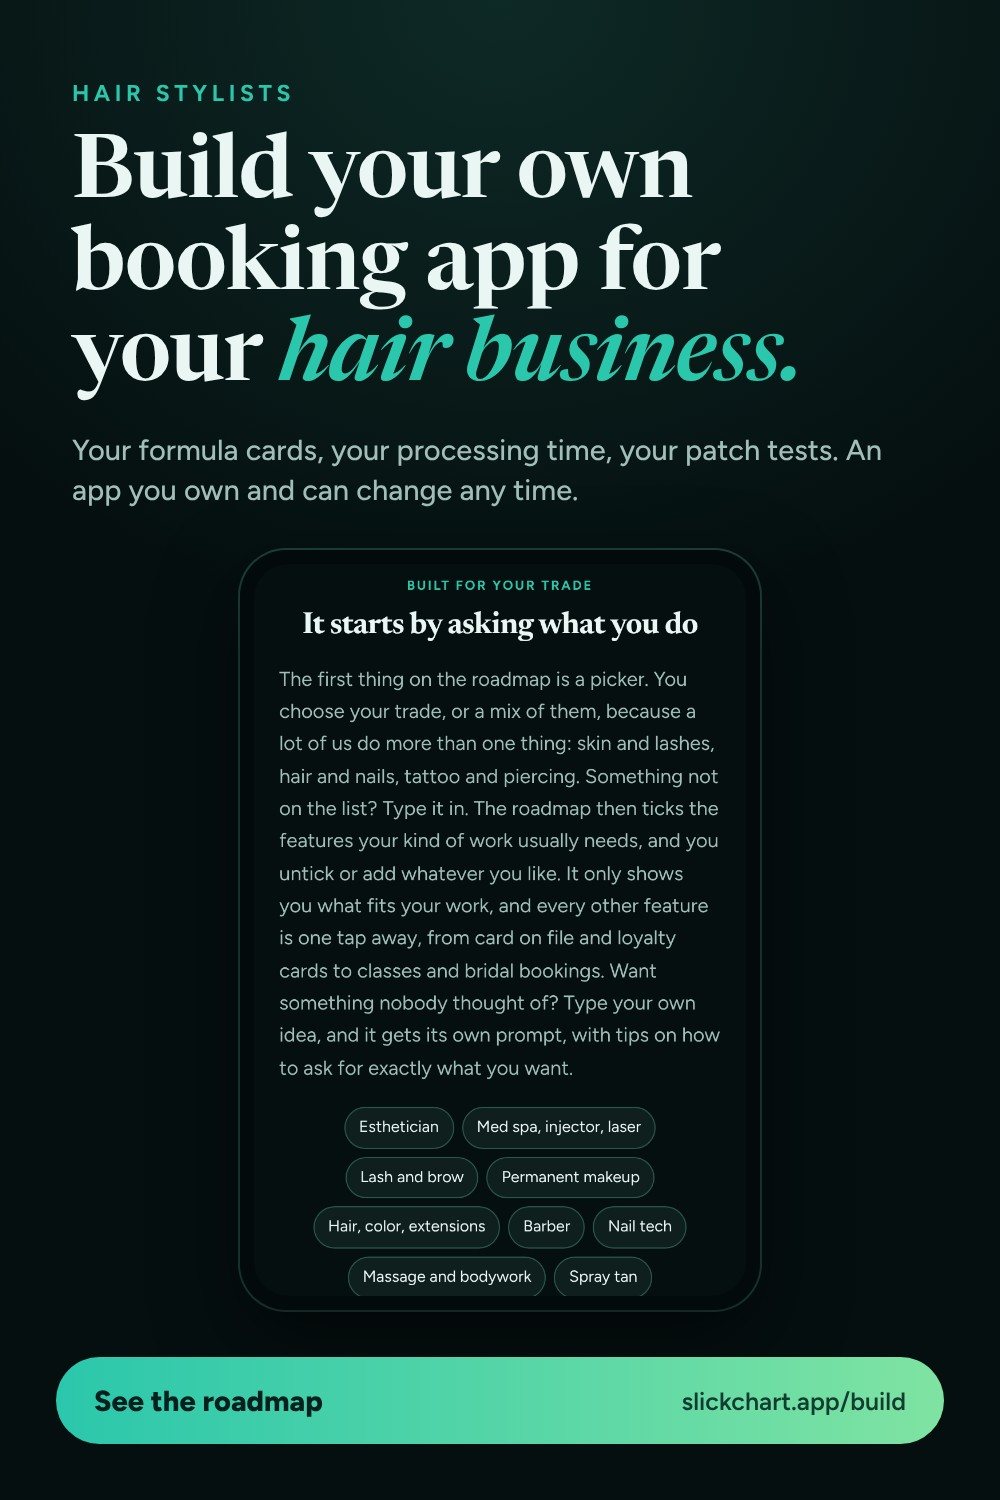 HAIR STYLISTS
Build your own
booking app for
your hair business.
Your formula cards, your processing time, your patch tests. An
app you own and can change any time.
BUILT FOR YOUR TRADE
It starts by asking what you do
The first thing on the roadmap is a picker. You
choose your trade, or a mix of them, because a
lot of us do more than one thing: skin and lashes,
hair and nails, tattoo and piercing. Something not
on the list? Type it in. The roadmap then ticks the
features your kind of work usually needs, and you
untick or add whatever you like. It only shows
you what fits your work, and every other feature
is one tap away, from card on file and loyalty
cards to classes and bridal bookings. Want
something nobody thought of? Type your own
idea, and it gets its own prompt, with tips on how
to ask for exactly what you want.
Esthetician Med spa, injector, laser
Lash and brow Permanent makeup
Hair, color, extensions Barber Nail tech
Massage and bodywork Spray tan
See the roadmap slickchart.app/build